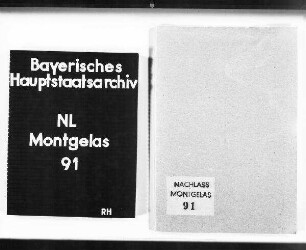 Bayerisches
Hauptstaatsarchiv
NL
Montgelas
91
RH
NACHLASS
MONTGELAS
91